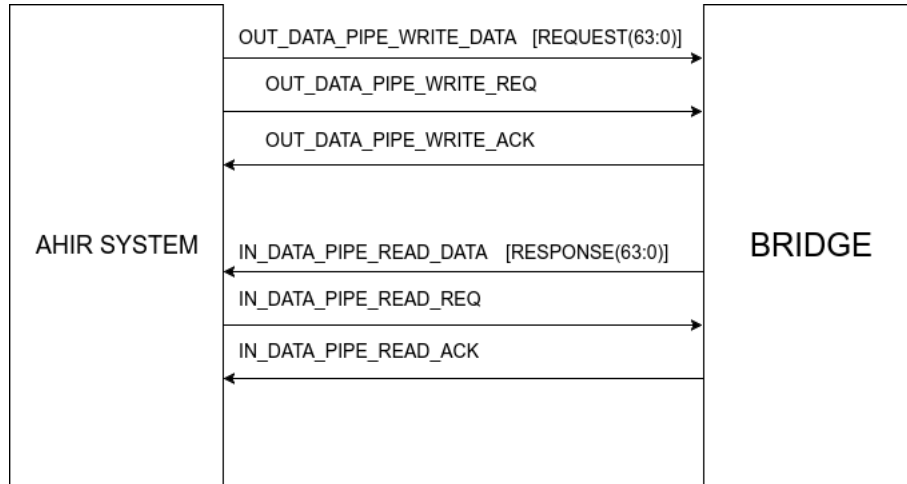 OUT_DATA_PIPE_WRITE_DATA [REQUEST(63:0)]
OUT_DATA_PIPE_WRITE_REQ
OUT_DATA_PIPE_WRITE_ACK
AHIR SYSTEM
BRIDGE
IN_DATA_PIPE_READ_DATA [RESPONSE(63:0)]
IN_DATA_PIPE_READ_REQ
IN_DATA_PIPE_READ_ACK